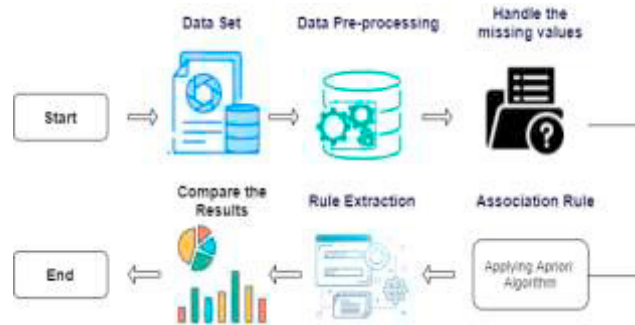 Data Set
Data Pre-processing
Handle the
missing values
Start
Compare the
Results
Rule Extraction
Association Rule
End
Applying Apriori
Algorithm